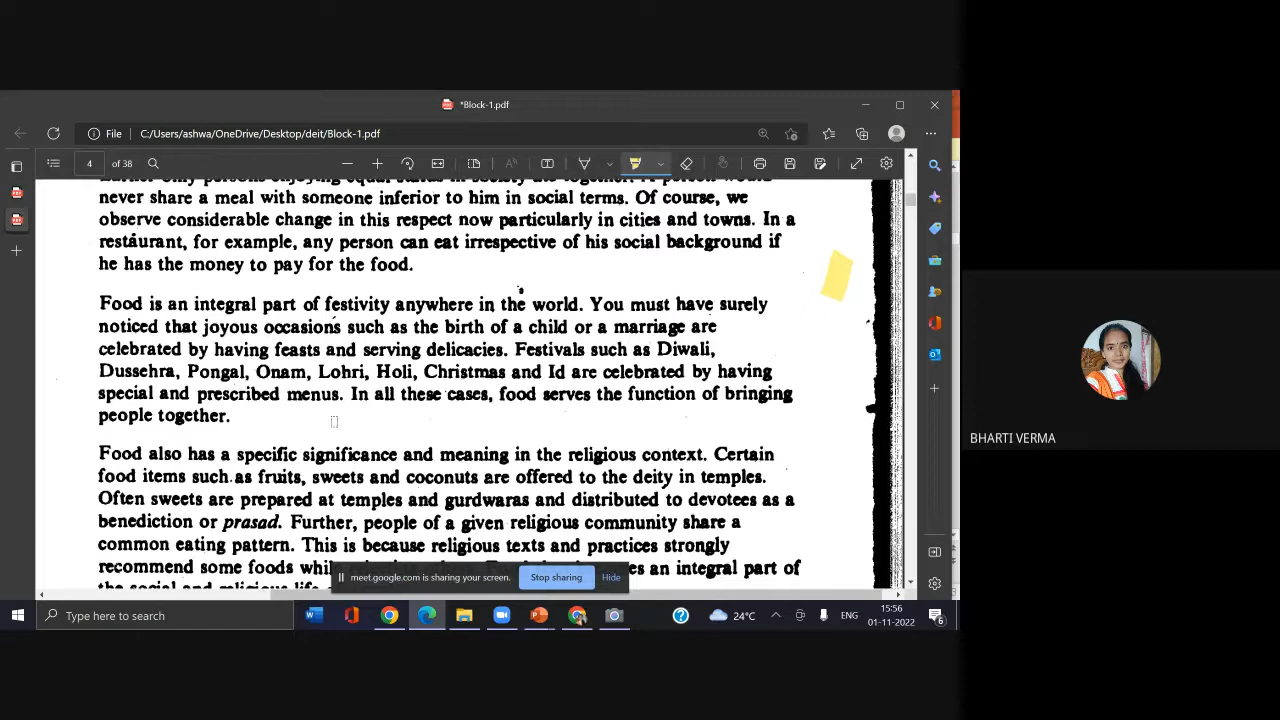 *Block-1.pdf
File C:/Users/ashwa/OneDrive/Desktop/deit/Block-1.pdf
4 of 38
never share a meal with someone inferior to him in social terms. Of course, we
observe considerable change in this respect now particularly in cities and towns. In a
restaurant, for example, any person can eat irrespective of his social background if
he has the money to pay for the food.
Food is an integral part of festivity anywhere in the world. You must have surely
noticed that joyous occasions such as the birth of a child or a marriage are
celebrated by having feasts and serving delicacies. Festivals such as Diwali,
Dussehra, Pongal, Onam, Lohri, Holi, Christmas and Id are celebrated by having
special and prescribed menus. In all these cases, food serves the function of bringing
people together.
Food also has a specific significance and meaning in the religious context. Certain
food items such as fruits, sweets and coconuts are offered to the deity in temples.
Often sweets are prepared at temples and gurdwaras and distributed to devotees as a
benediction or prasad. Further, people of a given religious community share a
common eating pattern. This is because religious texts and practices strongly
recommend some foods while an integral part of
the social and religious life
meet.google.com is sharing your screen. Stop sharing Hide
BHARTI VERMA
Type here to search
24°C ENG 15:56
01-11-2022
6